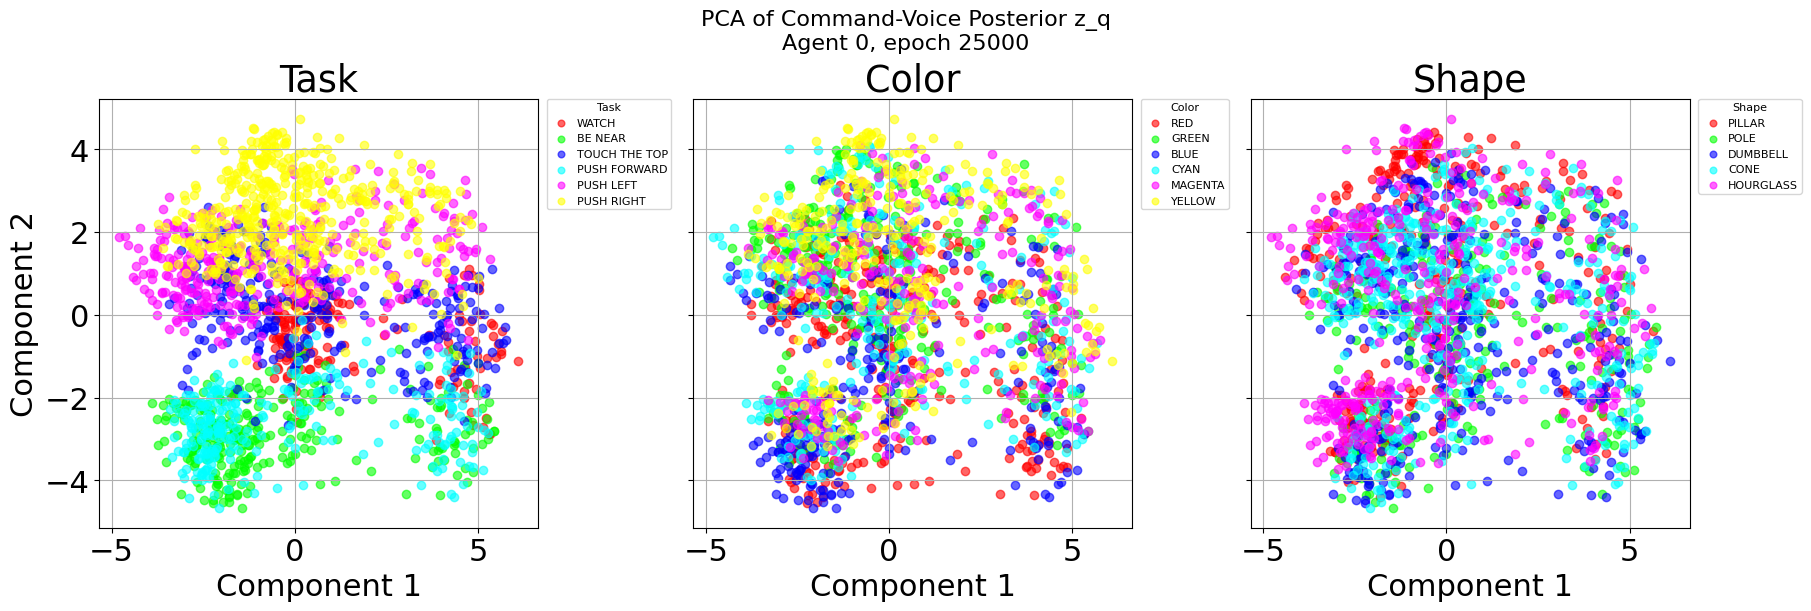 PCA of Command-Voice Posterior z_q
Agent 0, epoch 25000
Task
Component 2
4
2
0
−2
−4
−5
0
5
Component 1
Task
WATCH
BE NEAR
TOUCH THE TOP
PUSH FORWARD
PUSH LEFT
PUSH RIGHT
Color
−5
0
5
Component 1
Color
RED
GREEN
BLUE
CYAN
MAGENTA
YELLOW
Shape
−5
0
5
Component 1
Shape
PILLAR
POLE
DUMBBELL
CONE
HOURGLASS